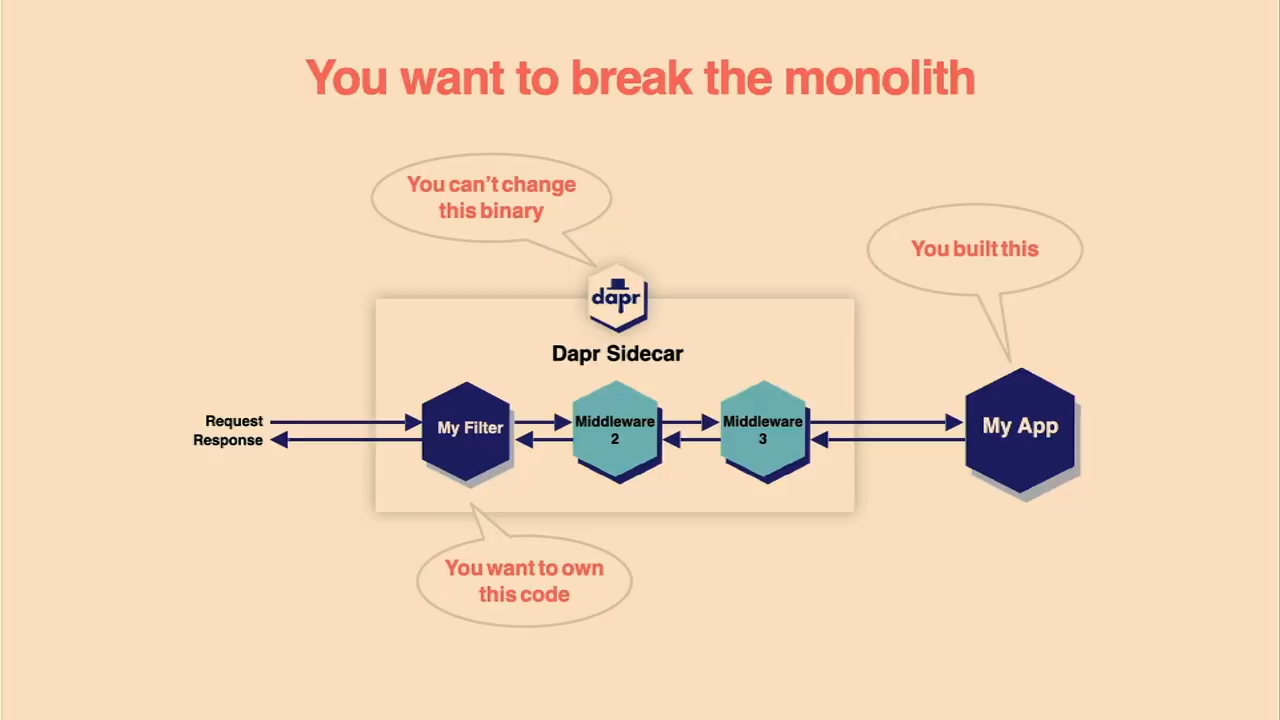 You want to break the monolith
You can't change
this binary
You built this
dapr
Dapr Sidecar
Request
Response
My Filter
Middleware
2
Middleware
3
My App
You want to own
this code